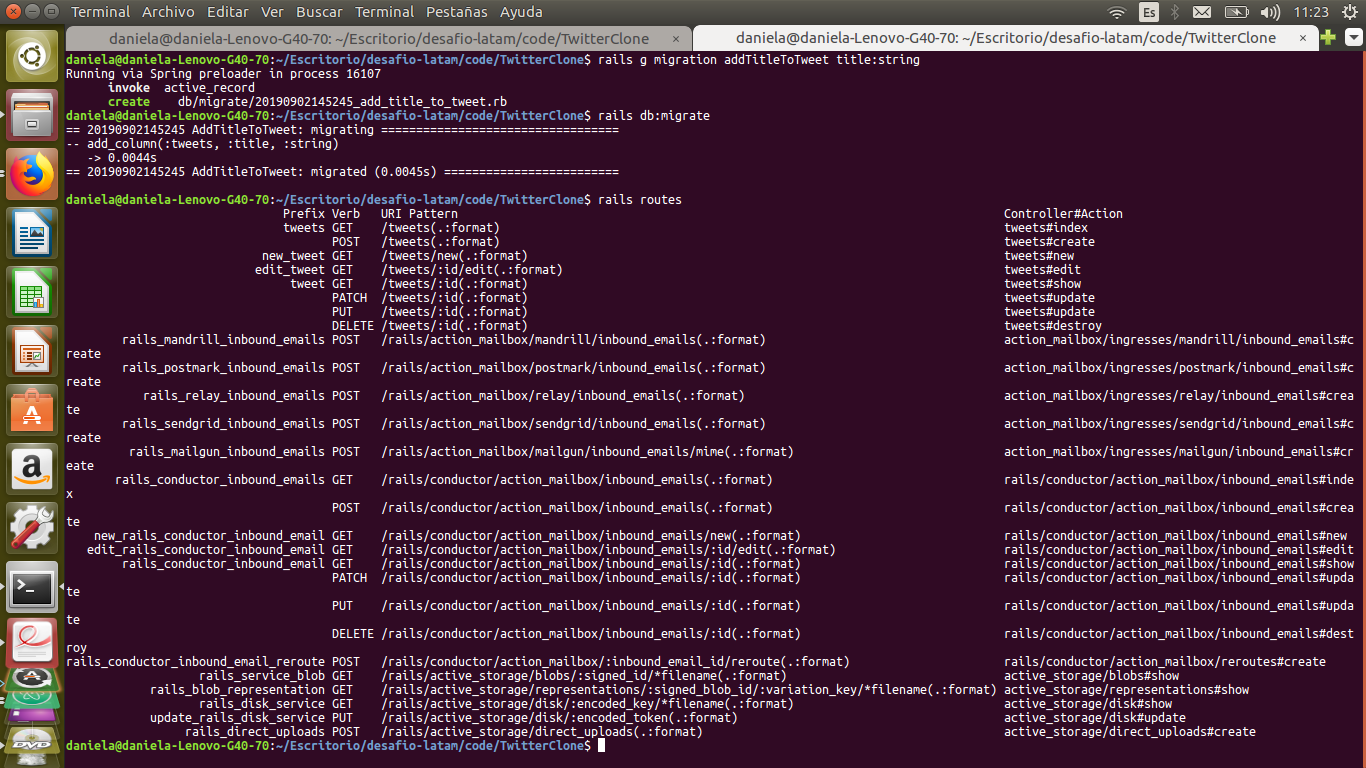 Terminal Archivo Editar Ver Buscar Terminal Pestañas Ayuda Es 11:23
daniela@daniela-Lenovo-G40-70: ~/Escritorio/desafio-latam/code/TwitterClone × daniela@daniela-Lenovo-G40-70: ~/Escritorio/desafio-latam/code/TwitterClone ×
daniela@daniela-Lenovo-G40-70:~/Escritorio/desafio-latam/code/TwitterClone$ rails g migration addTitleToTweet title:string
Running via Spring preloader in process 16107
invoke active_record
create db/migrate/20190902145245_add_title_to_tweet.rb
daniela@daniela-Lenovo-G40-70:~/Escritorio/desafio-latam/code/TwitterClone$ rails db:migrate
== 20190902145245 AddTitleToTweet: migrating ==================================
-- add_column(:tweets, :title, :string)
-> 0.0044s
== 20190902145245 AddTitleToTweet: migrated (0.0045s) =========================
daniela@daniela-Lenovo-G40-70:~/Escritorio/desafio-latam/code/TwitterClone$ rails routes
Prefix Verb URI Pattern Controller#Action
tweets GET /tweets(.:format) tweets#index
POST /tweets(.:format) tweets#create
new_tweet GET /tweets/new(.:format) tweets#new
edit_tweet GET /tweets/:id/edit(.:format) tweets#edit
tweet GET /tweets/:id(.:format) tweets#show
PATCH /tweets/:id(.:format) tweets#update
PUT /tweets/:id(.:format) tweets#update
DELETE /tweets/:id(.:format) tweets#destroy
rails_mandrill_inbound_emails POST /rails/action_mailbox/mandrill/inbound_emails(.:format) action_mailbox/ingresses/mandrill/inbound_emails#c
reate
rails_postmark_inbound_emails POST /rails/action_mailbox/postmark/inbound_emails(.:format) action_mailbox/ingresses/postmark/inbound_emails#c
reate
rails_relay_inbound_emails POST /rails/action_mailbox/relay/inbound_emails(.:format) action_mailbox/ingresses/relay/inbound_emails#crea
te
rails_sendgrid_inbound_emails POST /rails/action_mailbox/sendgrid/inbound_emails(.:format) action_mailbox/ingresses/sendgrid/inbound_emails#c
reate
rails_mailgun_inbound_emails POST /rails/action_mailbox/mailgun/inbound_emails/mime(.:format) action_mailbox/ingresses/mailgun/inbound_emails#cr
eate
rails_conductor_inbound_emails GET /rails/conductor/action_mailbox/inbound_emails(.:format) rails/conductor/action_mailbox/inbound_emails#inde
x
POST /rails/conductor/action_mailbox/inbound_emails(.:format) rails/conductor/action_mailbox/inbound_emails#crea
te
new_rails_conductor_inbound_email GET /rails/conductor/action_mailbox/inbound_emails/new(.:format) rails/conductor/action_mailbox/inbound_emails#new
edit_rails_conductor_inbound_email GET /rails/conductor/action_mailbox/inbound_emails/:id/edit(.:format) rails/conductor/action_mailbox/inbound_emails#edit
rails_conductor_inbound_email GET /rails/conductor/action_mailbox/inbound_emails/:id(.:format) rails/conductor/action_mailbox/inbound_emails#show
PATCH /rails/conductor/action_mailbox/inbound_emails/:id(.:format) rails/conductor/action_mailbox/inbound_emails#upda
te
PUT /rails/conductor/action_mailbox/inbound_emails/:id(.:format) rails/conductor/action_mailbox/inbound_emails#upda
te
DELETE /rails/conductor/action_mailbox/inbound_emails/:id(.:format) rails/conductor/action_mailbox/inbound_emails#dest
roy
rails_conductor_inbound_email_reroute POST /rails/conductor/action_mailbox/:inbound_email_id/reroute(.:format) rails/conductor/action_mailbox/reroutes#create
rails_service_blob GET /rails/active_storage/blobs/:signed_id/*filename(.:format) active_storage/blobs#show
rails_blob_representation GET /rails/active_storage/representations/:signed_blob_id/:variation_key/*filename(.:format) active_storage/representations#show
rails_disk_service GET /rails/active_storage/disk/:encoded_key/*filename(.:format) active_storage/disk#show
update_rails_disk_service PUT /rails/active_storage/disk/:encoded_token(.:format) active_storage/disk#update
rails_direct_uploads POST /rails/active_storage/direct_uploads(.:format) active_storage/direct_uploads#create
daniela@daniela-Lenovo-G40-70:~/Escritorio/desafio-latam/code/TwitterClone$
DVD